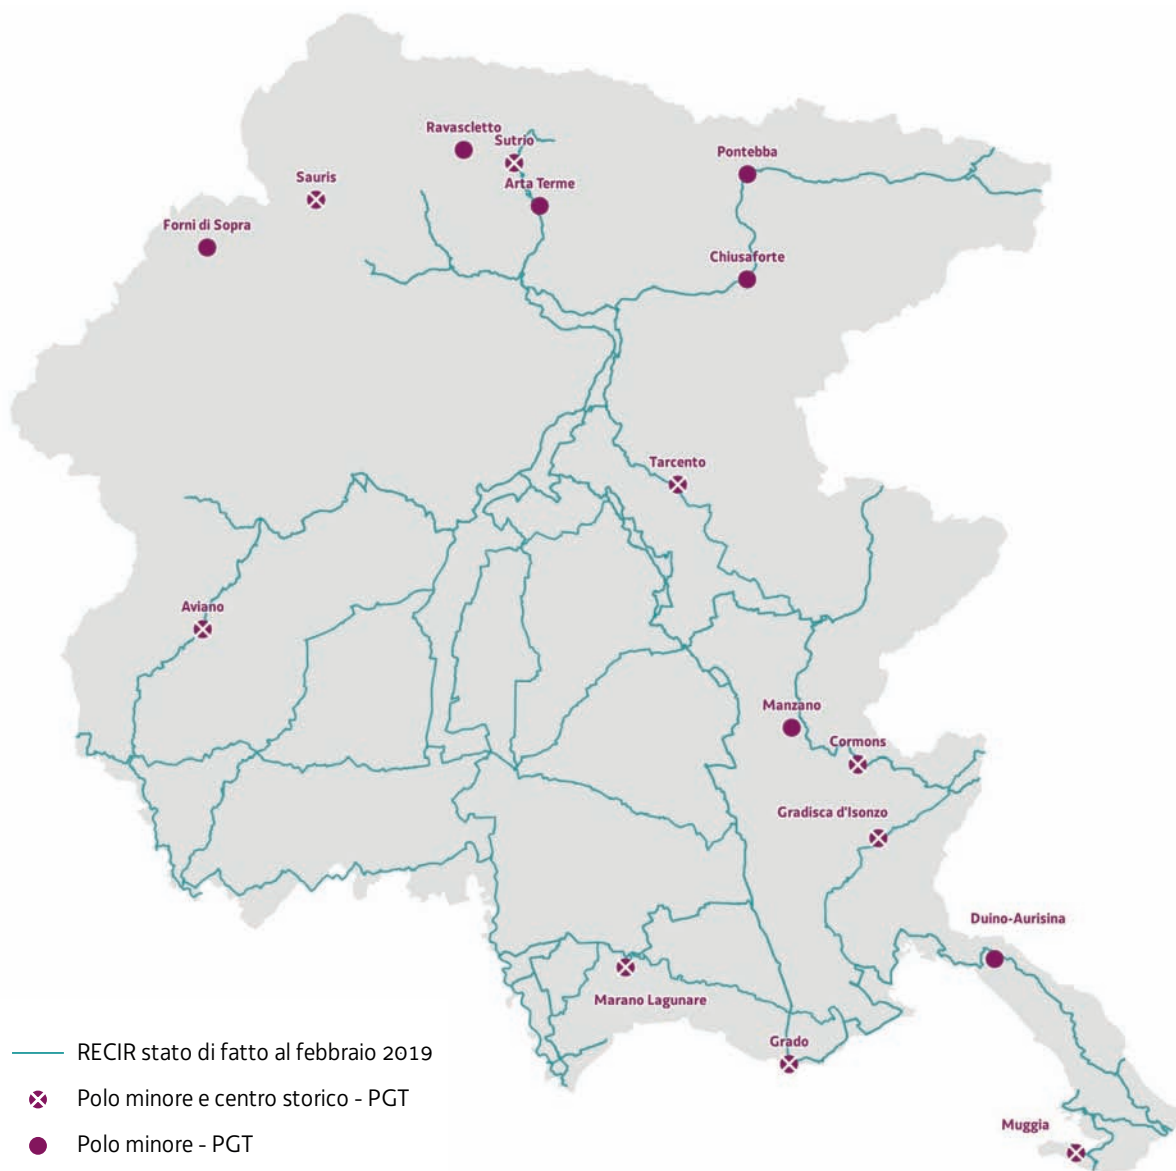 Ravascletto
Sutrio
Pontebba
Sauris
Arta Terme
Forni di Sopra
Chiusaforte
Tarcento
Aviano
Manzano
Cormons
Gradisca d'Isonzo
Duino-Aurisina
Marano Lagunare
Grado
Muggia
RECIR stato di fatto al febbraio 2019
Polo minore e centro storico - PGT
Polo minore - PGT